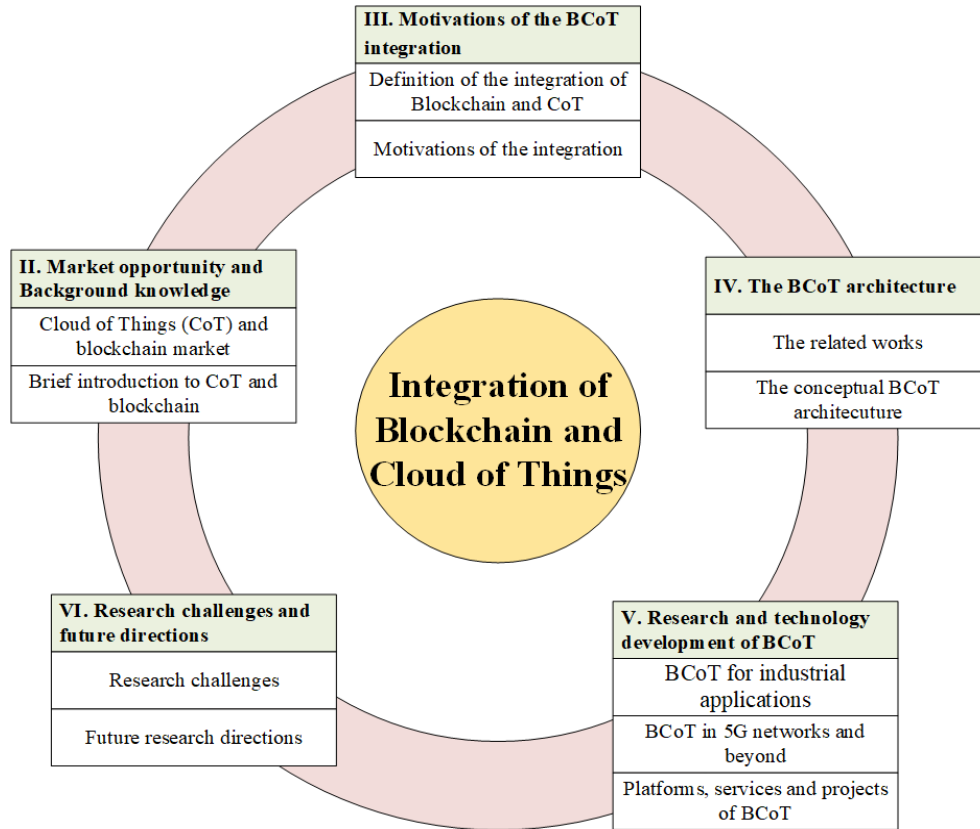 III. Motivations of the BCoT
integration
Definition of the integration of
Blockchain and CoT
Motivations of the integration
II. Market opportunity and
Background knowledge
Cloud of Things (CoT) and
blockchain market
Brief introduction to CoT and
blockchain
IV. The BCoT architecture
The related works
The conceptual BCoT
architecuture
Integration of
Blockchain and
Cloud of Things
VI. Research challenges and
future directions
Research challenges
Future research directions
V. Research and technology
development of BCoT
BCoT for industrial
applications
BCoT in 5G networks and
beyond
Platforms, services and projects
of BCoT